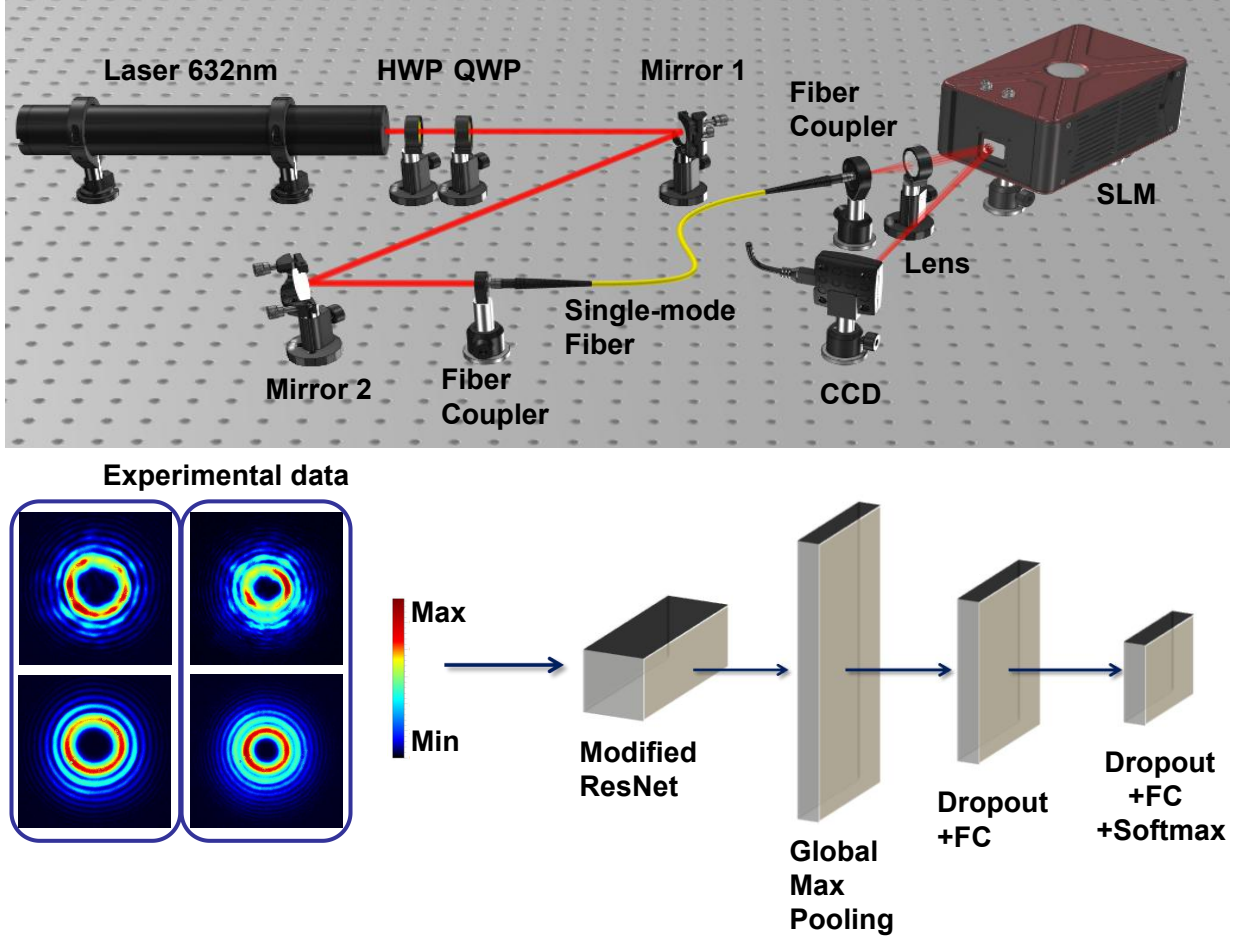 Laser 632nm
HWP QWP
Mirror 1
Fiber
Coupler
SLM
Lens
Single-mode
Fiber
Mirror 2
Fiber
Coupler
CCD
Experimental data
Max
Min
Modified
ResNet
Global
Max
Pooling
Dropout
+FC
Dropout
+FC
+Softmax